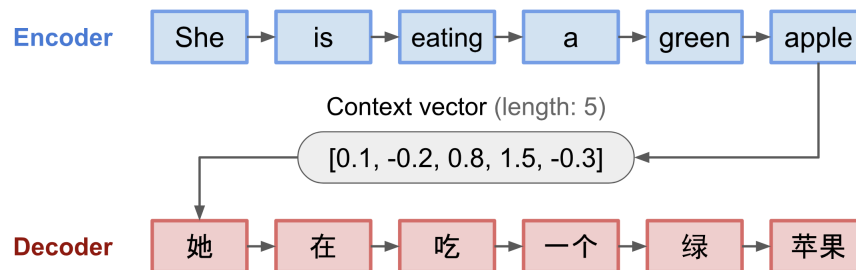 Encoder She is eating a green apple
Context vector (length: 5)
[0.1, -0.2, 0.8, 1.5, -0.3]
Decoder 她 在 吃 一个 绿 苹果